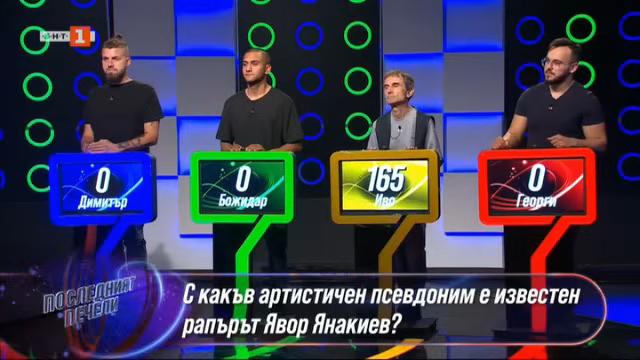 БНТ 1
0
Димитър
0
Божидар
165
Иво
0
Георги
ПОСЛЕДНИЯТ
ПЕЧЕЛИ
С какъв артистичен псевдоним е известен
рапърът Явор Янакиев?